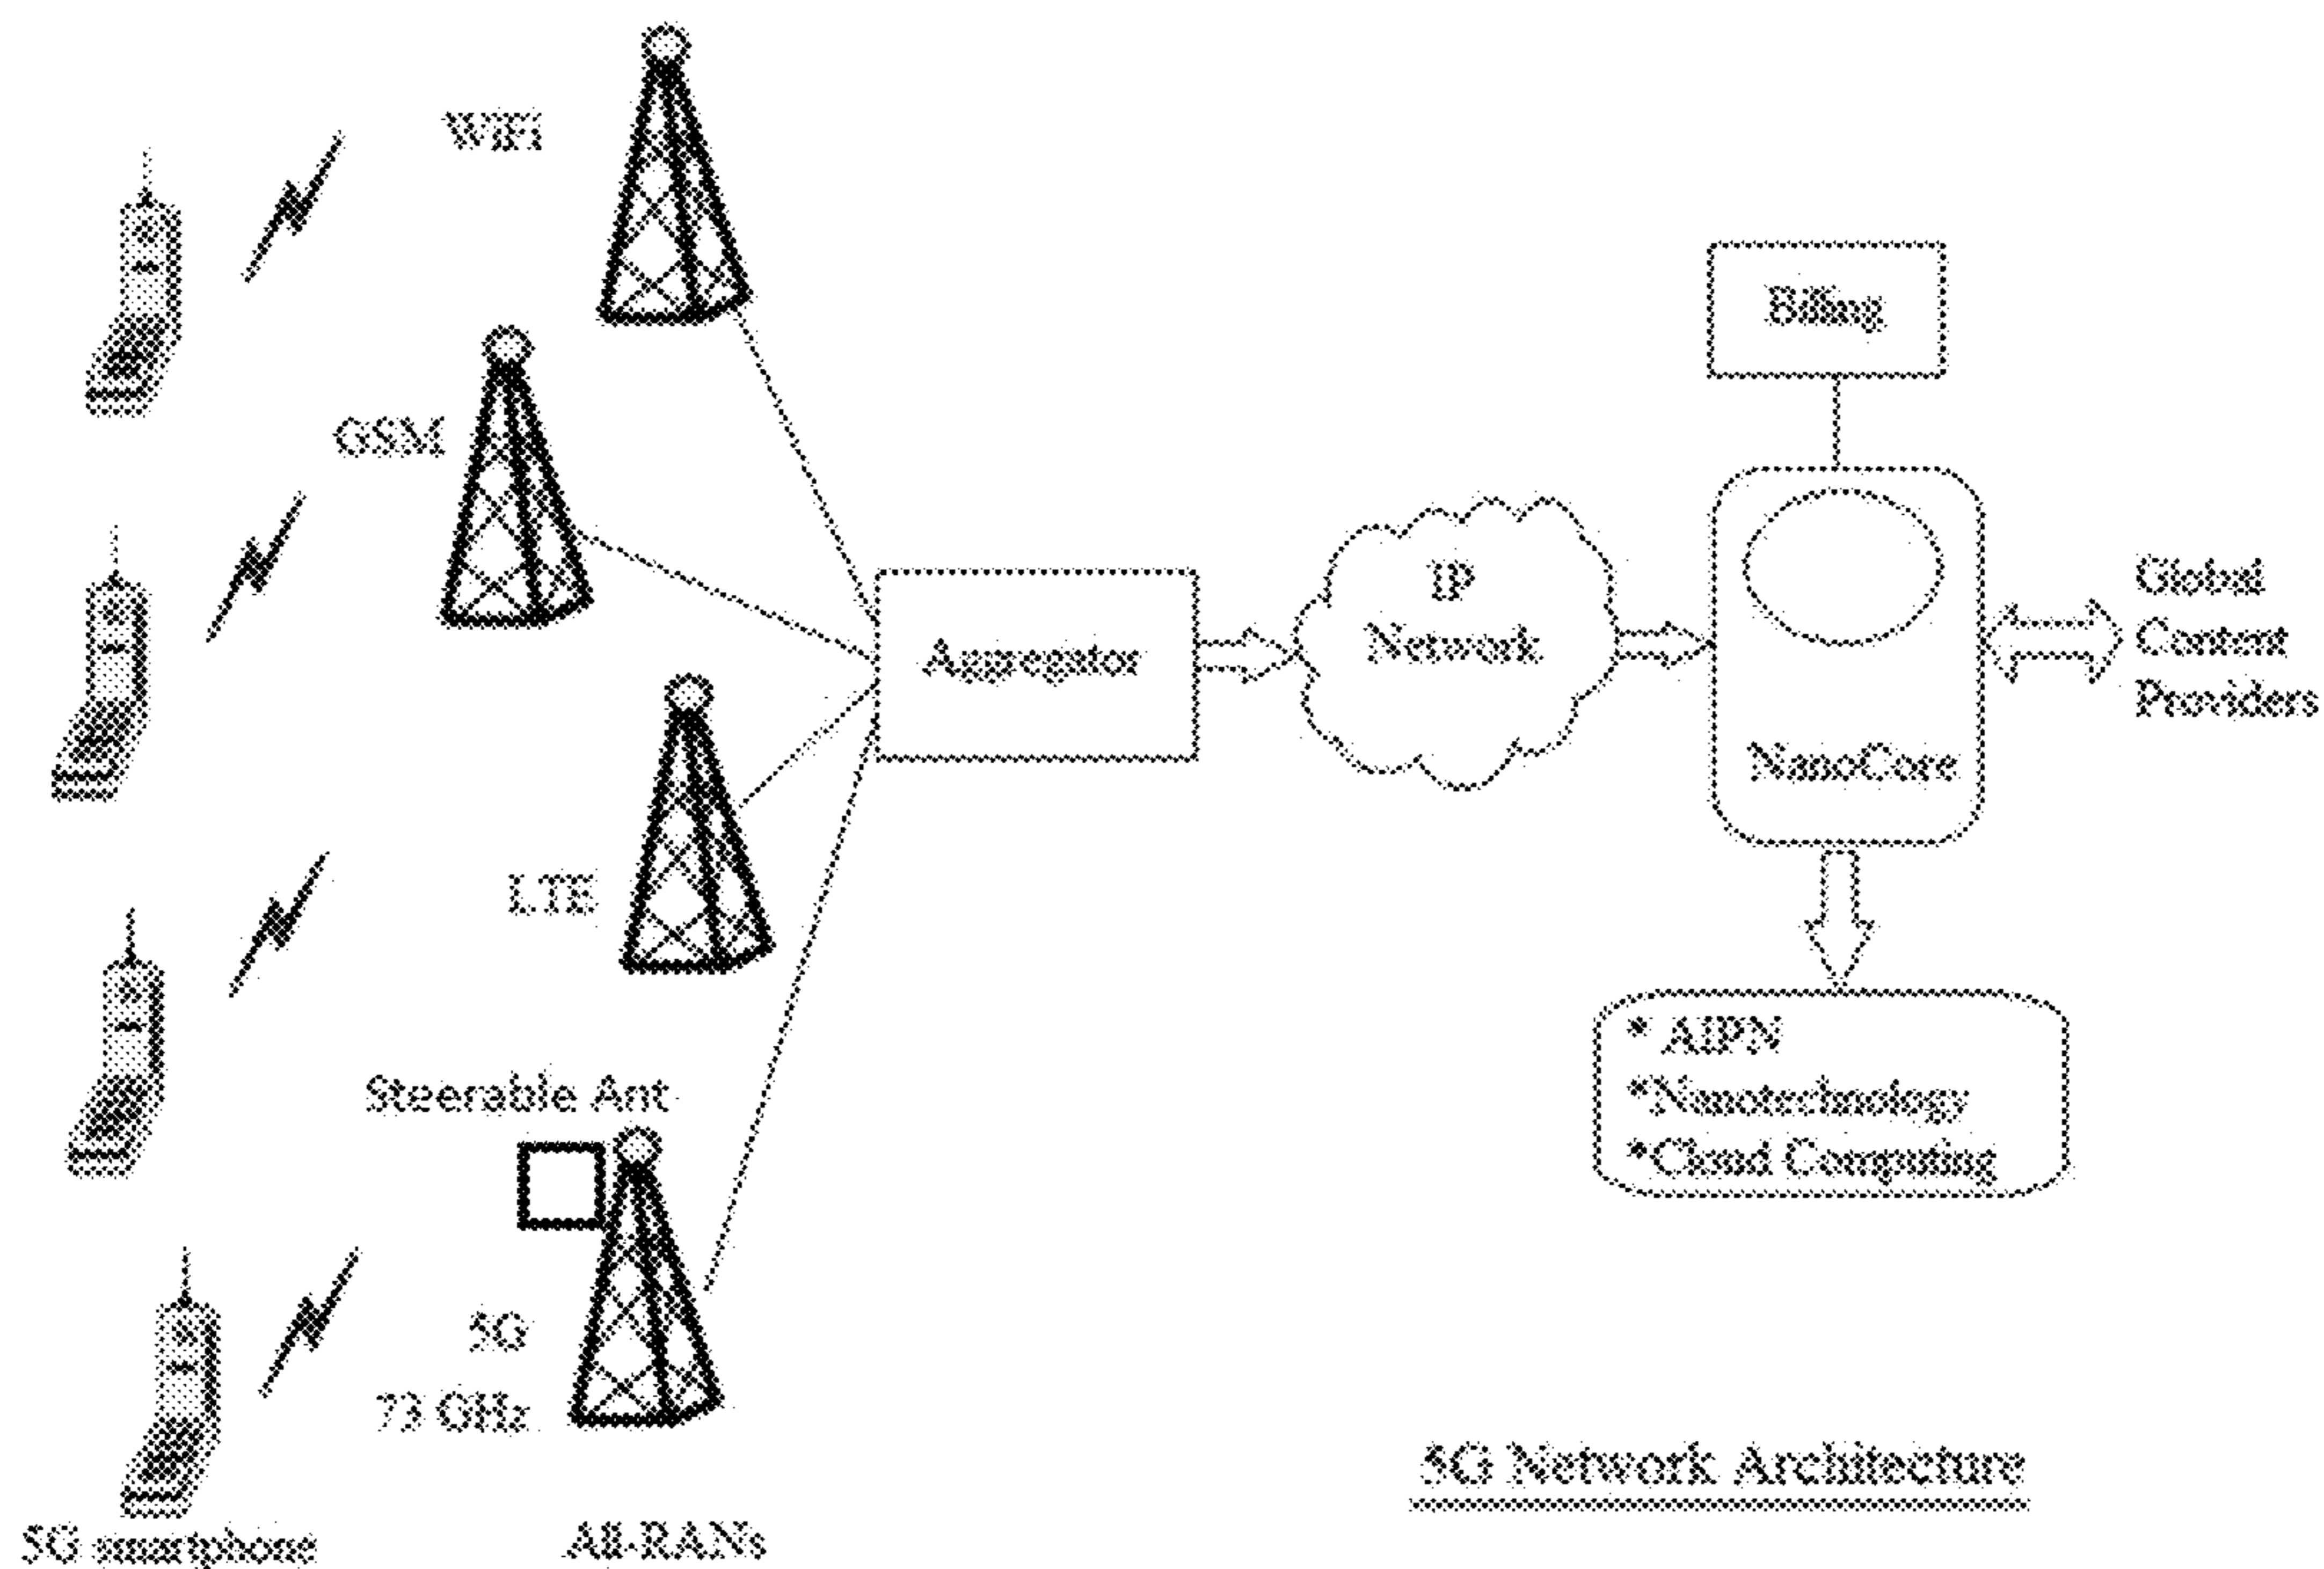 WiFi
GSM
LTE
Steerable Ant
5G
73 GHz
5G smartphone
All-RANs
Aggregator
IP
Network
Billing
NanoCore
Global
Content
Providers
* AIPN
*Nanotechnology
*Cloud Computing
5G Network Architecture